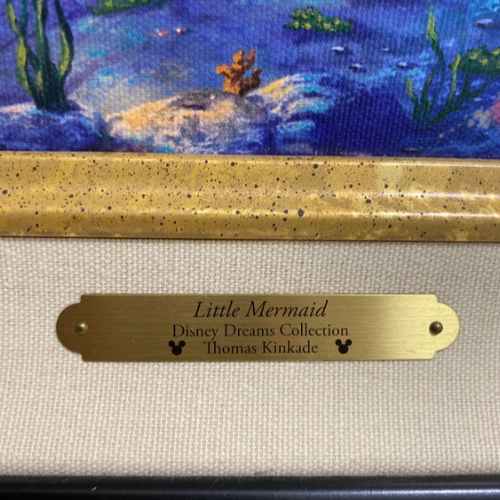 Little Mermaid
Disney Dreams Collection
Thomas Kinkade